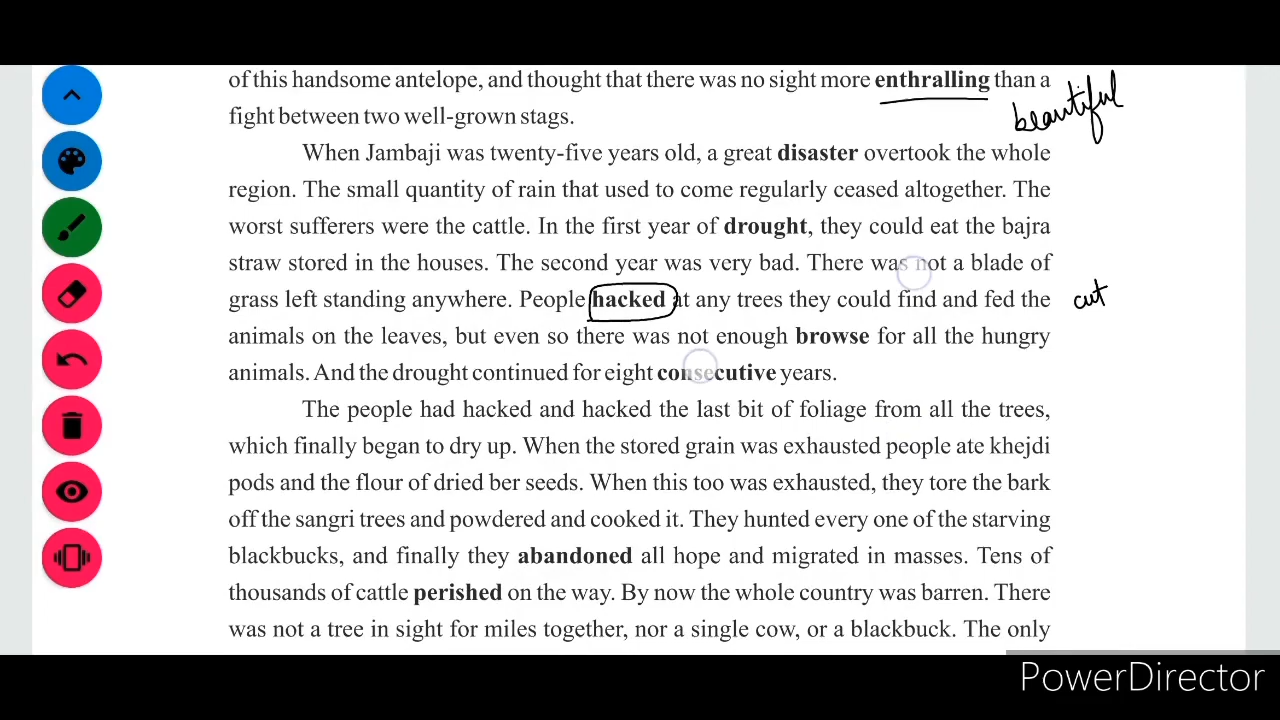 of this handsome antelope, and thought that there was no sight more enthralling than a
beautiful
fight between two well-grown stags.
When Jambaji was twenty-five years old, a great disaster overtook the whole
region. The small quantity of rain that used to come regularly ceased altogether. The
worst sufferers were the cattle. In the first year of drought, they could eat the bajra
straw stored in the houses. The second year was very bad. There was not a blade of
grass left standing anywhere. People hacked at any trees they could find and fed the
cut
animals on the leaves, but even so there was not enough browse for all the hungry
animals. And the drought continued for eight consecutive years.
The people had hacked and hacked the last bit of foliage from all the trees,
which finally began to dry up. When the stored grain was exhausted people ate khejdi
pods and the flour of dried ber seeds. When this too was exhausted, they tore the bark
off the sangri trees and powdered and cooked it. They hunted every one of the starving
blackbucks, and finally they abandoned all hope and migrated in masses. Tens of
thousands of cattle perished on the way. By now the whole country was barren. There
was not a tree in sight for miles together, nor a single cow, or a blackbuck. The only
PowerDirector